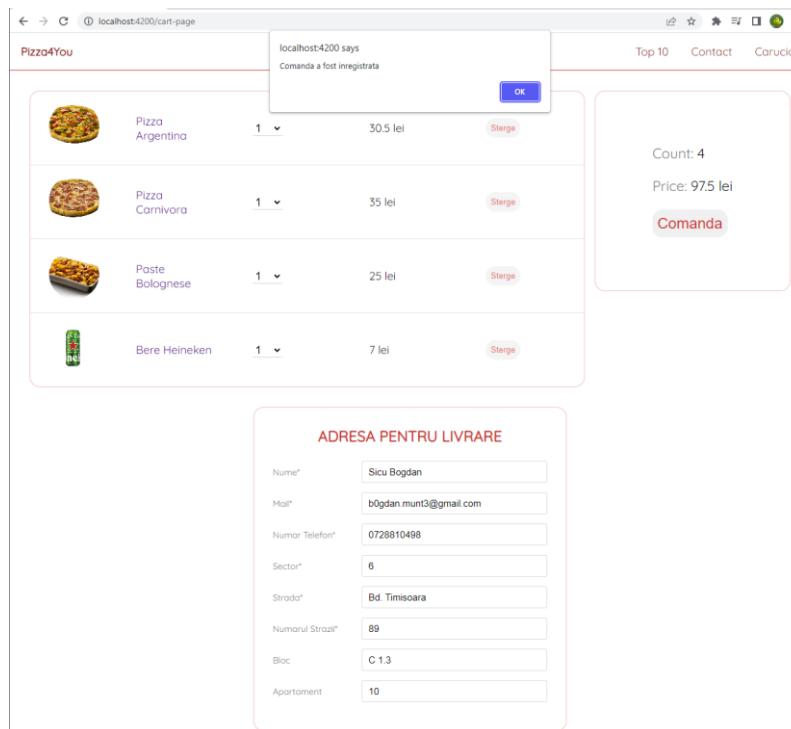 localhost:4200/cart-page
Pizza4You
localhost:4200 says
Comanda a fost inregistrata
OK
Top 10 Contact Carucio
Pizza
Argentina
1 30.5 lei Sterge
Pizza
Carnivora
1 35 lei Sterge
Paste
Bolognese
1 25 lei Sterge
Bere Heineken 1 7 lei Sterge
Count: 4
Price: 97.5 lei
Comanda
ADRESA PENTRU LIVRARE
Nume* Sicu Bogdan
Mail* b0gdan.munt3@gmail.com
Numar Telefon* 0728810498
Sector* 6
Strada* Bd. Timisoara
Numarul Strazii* 89
Bloc C 1.3
Apartament 10